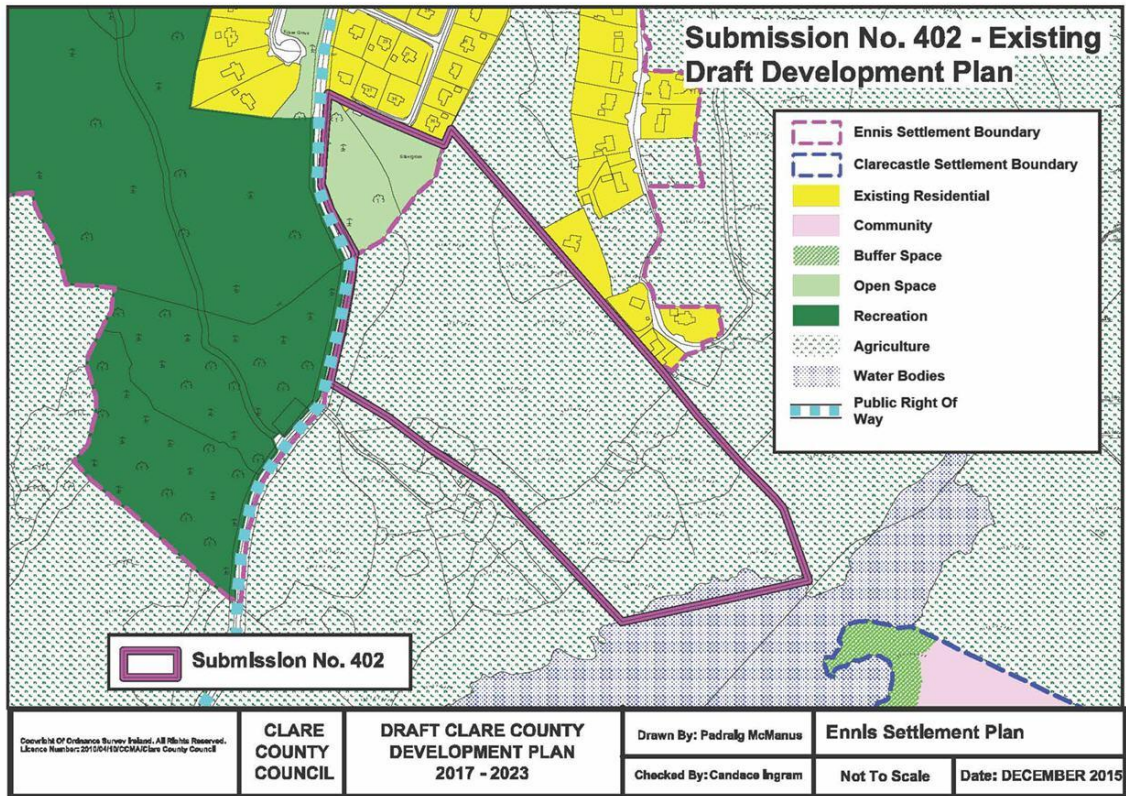 Submission No. 402 - Existing
Draft Development Plan
Ennis Settlement Boundary
Clarecastle Settlement Boundary
Existing Residential
Community
Buffer Space
Open Space
Recreation
Agriculture
Water Bodies
Public Right Of
Way
Submission No. 402
Copyright Of Ordnance Survey Ireland. All Rights Reserved.
CLARE
COUNTY
COUNCIL
DRAFT CLARE COUNTY
DEVELOPMENT PLAN
2017 - 2023
Drawn By: Padraig McManus
Checked By: Candace Ingram
Ennis Settlement Plan
Not To Scale
Date: DECEMBER 2015